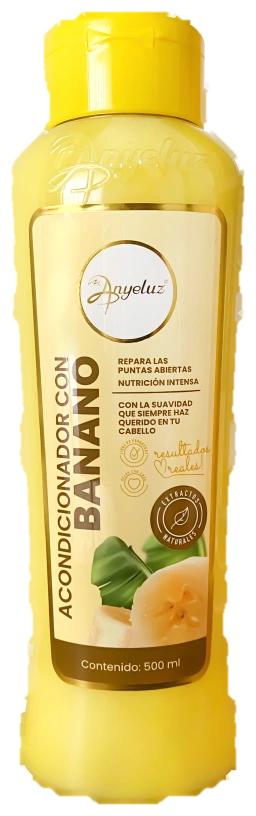 Anyeluz
Anyeluz®
ACONDICIONADOR CON
BANANO
REPARA LAS
PUNTAS ABIERTAS
NUTRICIÓN INTENSA
CON LA SUAVIDAD
QUE SIEMPRE HAZ
QUERIDO EN TU
CABELLO
resultados
reales!
EXTRACTOS
NATURALES
Contenido: 500 ml